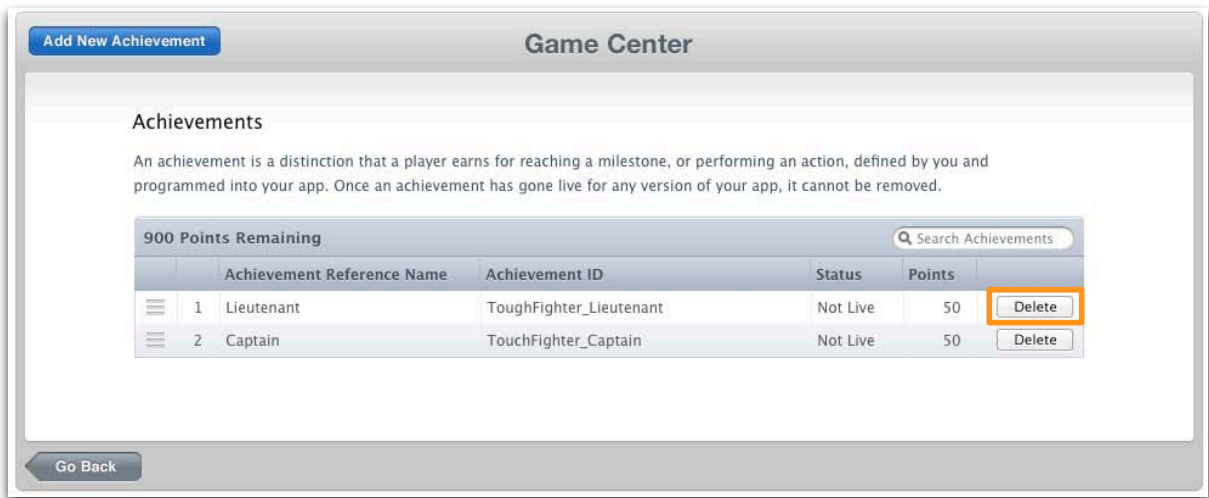 Add New Achievement
Game Center
Achievements
An achievement is a distinction that a player earns for reaching a milestone, or performing an action, defined by you and
programmed into your app. Once an achievement has gone live for any version of your app, it cannot be removed.
900 Points Remaining Search Achievements
Achievement Reference Name Achievement ID Status Points
1 Lieutenant ToughFighter_Lieutenant Not Live 50 Delete
2 Captain TouchFighter_Captain Not Live 50 Delete
Go Back